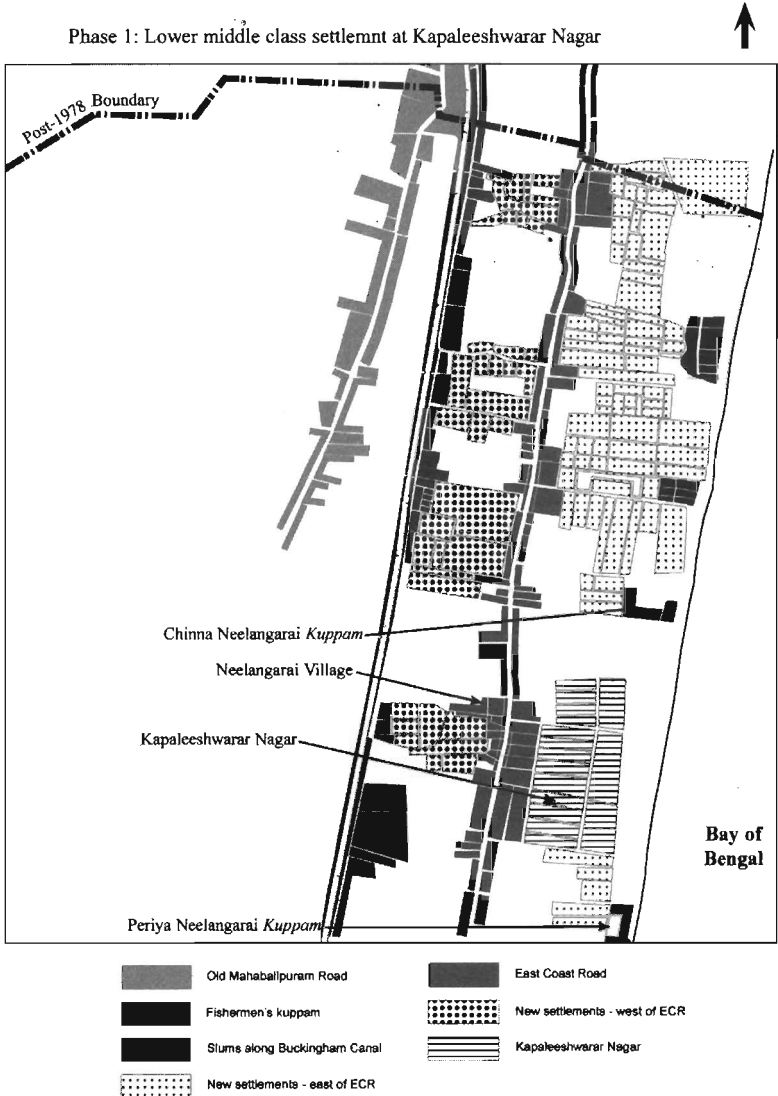 Phase 1: Lower middle class settlemnt at Kapaleeshwarar Nagar
Post-1978 Boundary
Chinna Neelangarai Kuppam
Neelangarai Village
Kapaleeshwarar Nagar
Bay of
Bengal
Periya Neelangarai Kuppam
Old Mahabalipuram Road
East Coast Road
Fishermen's kuppam
New settlements - west of ECR
Slums along Buckingham Canal
Kapaleeshwarar Nagar
New settlements - east of ECR